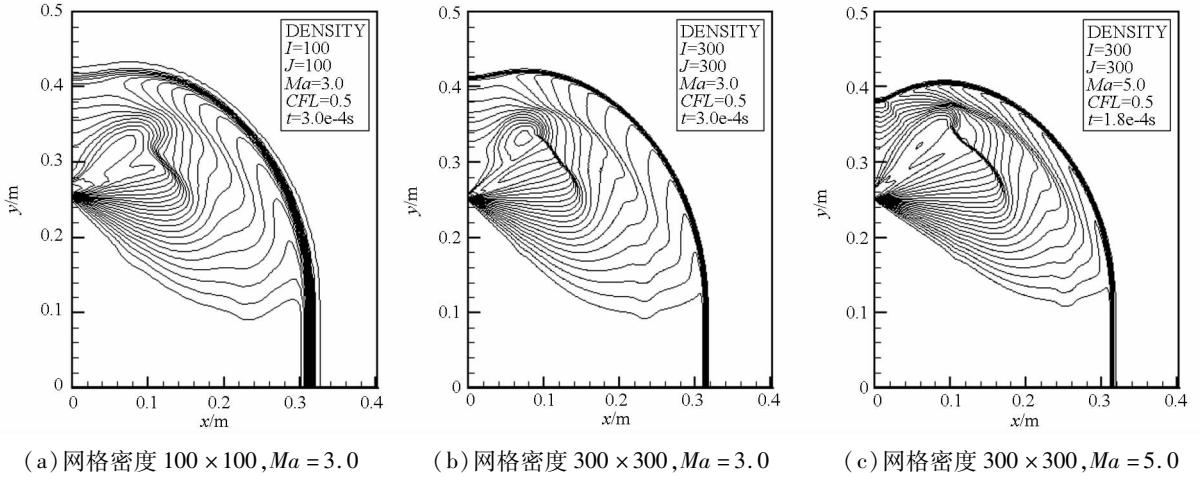 0.5
0.4
0.3
0.2
0.1
0
y/m
0
0.1
0.2
0.3
0.4
x/m
DENSITY
I=100
J=100
Ma=3.0
CFL=0.5
t=3.0e-4s
(a)网格密度 100×100,Ma=3.0
0.5
0.4
0.3
0.2
0.1
0
y/m
0
0.1
0.2
0.3
0.4
x/m
DENSITY
I=300
J=300
Ma=3.0
CFL=0.5
t=3.0e-4s
(b)网格密度 300×300,Ma=3.0
0.5
0.4
0.3
0.2
0.1
0
y/m
0
0.1
0.2
0.3
0.4
x/m
DENSITY
I=300
J=300
Ma=5.0
CFL=0.5
t=1.8e-4s
(c)网格密度 300×300,Ma=5.0